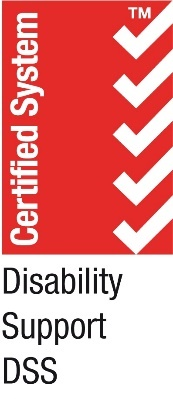 TM
Certified System
Disability
Support
DSS